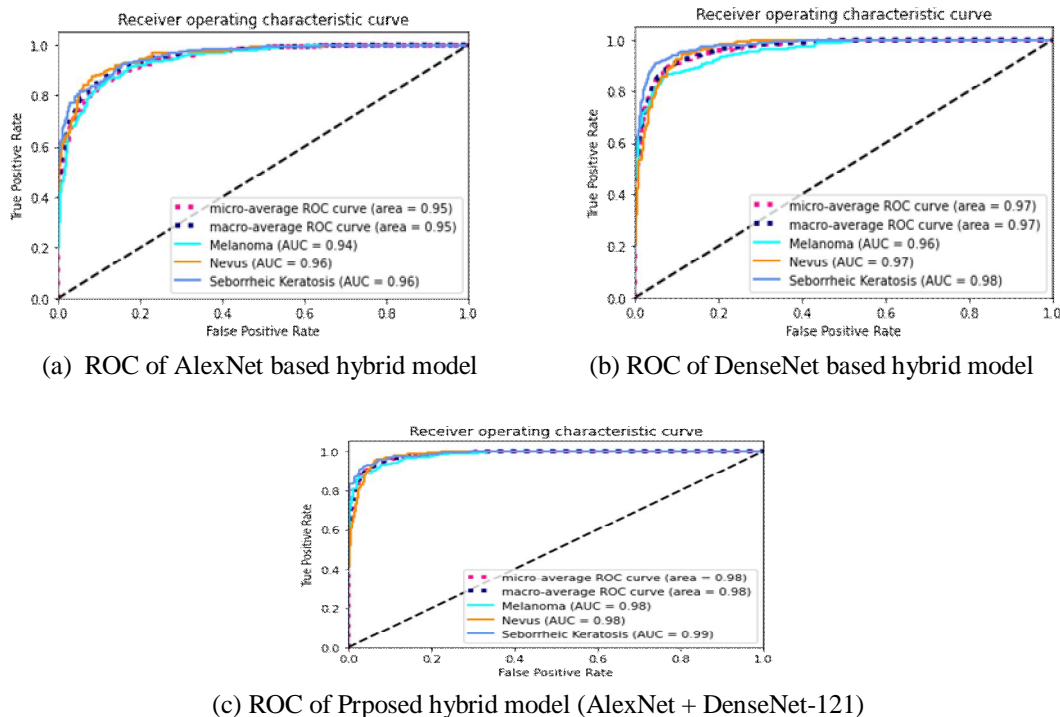 Receiver operating characteristic curve
True Positive Rate
1.0
0.8
0.6
0.4
0.2
0.0
micro-average ROC curve (area = 0.95)
macro-average ROC curve (area = 0.95)
Melanoma (AUC = 0.94)
Nevus (AUC = 0.96)
Seborrheic Keratosis (AUC = 0.96)
0.0 0.2 0.4 0.6 0.8 1.0
False Positive Rate
(a) ROC of AlexNet based hybrid model
Receiver operating characteristic curve
True Positive Rate
1.0
0.8
0.6
0.4
0.2
0.0
micro-average ROC curve (area = 0.97)
macro-average ROC curve (area = 0.97)
Melanoma (AUC = 0.96)
Nevus (AUC = 0.97)
Seborrheic Keratosis (AUC = 0.98)
0.0 0.2 0.4 0.6 0.8 1.0
False Positive Rate
(b) ROC of DenseNet based hybrid model
Receiver operating characteristic curve
True Positive Rate
1.0
0.8
0.6
0.4
0.2
0.0
micro-average ROC curve (area = 0.98)
macro-average ROC curve (area = 0.98)
Melanoma (AUC = 0.98)
Nevus (AUC = 0.98)
Seborrheic Keratosis (AUC = 0.99)
0.0 0.2 0.4 0.6 0.8 1.0
False Positive Rate
(c) ROC of Prposed hybrid model (AlexNet + DenseNet-121)